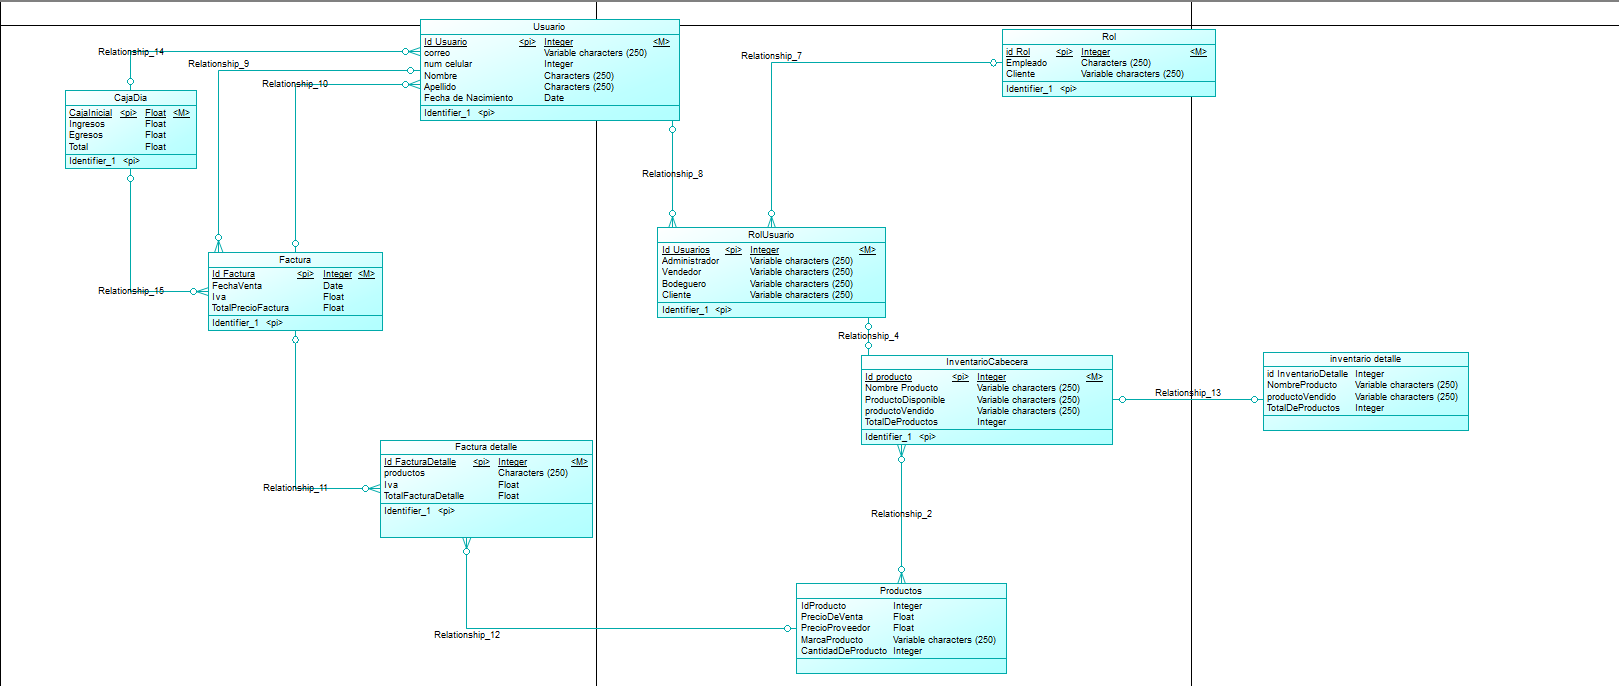 Usuario
Id Usuario <pi> Integer <M>
correo Variable characters (250)
num celular Integer
Nombre Characters (250)
Apellido Characters (250)
Fecha de Nacimiento Date
Identifier_1 <pi>
Rol
id Rol <pi> Integer <M>
Empleado Characters (250)
Cliente Variable characters (250)
Identifier_1 <pi>
Relationship_14
Relationship_9
Relationship_10
Relationship_7
CajaDia
CajaInicial <pi> Float <M>
Ingresos Float
Egresos Float
Total Float
Identifier_1 <pi>
Relationship_8
RolUsuario
Id Usuarios <pi> Integer <M>
Administrador Variable characters (250)
Vendedor Variable characters (250)
Bodeguero Variable characters (250)
Cliente Variable characters (250)
Identifier_1 <pi>
Factura
Id Factura <pi> Integer <M>
FechaVenta Date
Iva Float
TotalPrecioFactura Float
Identifier_1 <pi>
Relationship_15
Relationship_4
InventarioCabecera
Id producto <pi> Integer <M>
Nombre Producto Variable characters (250)
ProductoDisponible Variable characters (250)
productoVendido Variable characters (250)
TotalDeProductos Integer
Identifier_1 <pi>
Relationship_13
inventario detalle
id InventarioDetalle Integer
NombreProducto Variable characters (250)
productoVendido Variable characters (250)
TotalDeProductos Integer
Factura detalle
Id FacturaDetalle <pi> Integer <M>
productos Characters (250)
Iva Float
TotalFacturaDetalle Float
Identifier_1 <pi>
Relationship_11
Relationship_2
Productos
IdProducto Integer
PrecioDeVenta Float
PrecioProveedor Float
MarcaProducto Variable characters (250)
CantidadDeProducto Integer
Relationship_12